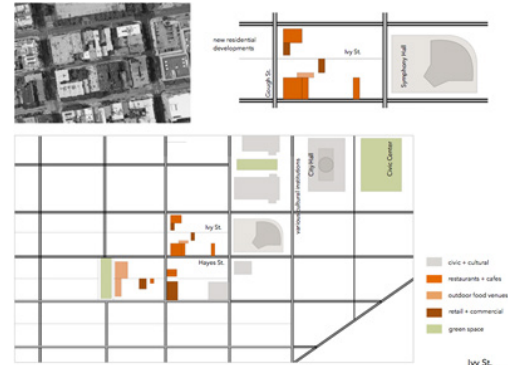 new residential
developments
Ivy St.
Gough St.
Symphony Hall
various cultural institutions
City Hall
Civic Center
Ivy St.
Hayes St.
civic + cultural
restaurants + cafes
outdoor food venues
retail + commercial
green space
Ivy St.